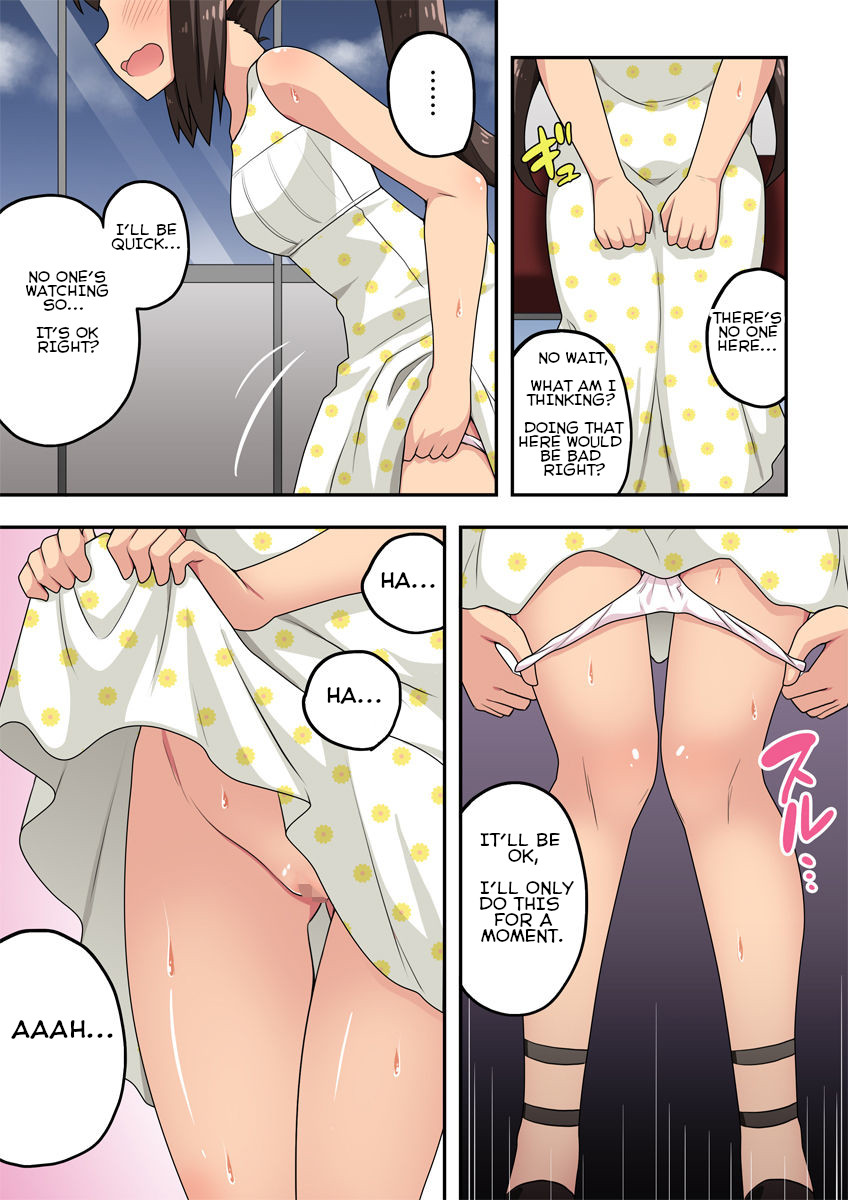 THERE'S
NO ONE
HERE...
NO WAIT,
WHAT AM I
THINKING?
DOING THAT
HERE WOULD
BE BAD
RIGHT?
ギュ
......
I'LL BE
QUICK...
NO ONE'S
WATCHING
SO...
IT'S OK
RIGHT?
スル...
IT'LL BE
OK,
I'LL ONLY
DO THIS
FOR A
MOMENT.
HA...
HA...
AAAH...